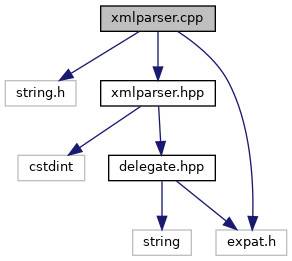 xmlparser.cpp
string.h
xmlparser.hpp
cstdint
delegate.hpp
string
expat.h